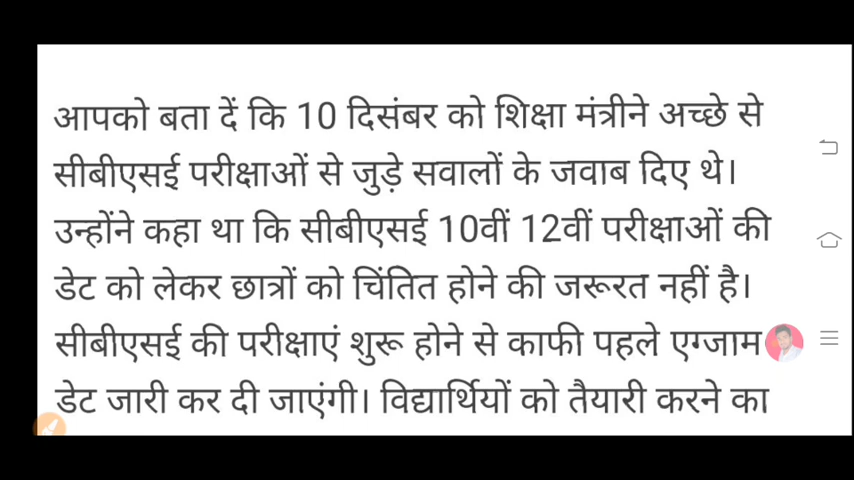 आपको बता दें कि 10 दिसंबर को शिक्षा मंत्रीने अच्छे से
सीबीएसई परीक्षाओं से जुड़े सवालों के जवाब दिए थे।
उन्होंने कहा था कि सीबीएसई 10वीं 12वीं परीक्षाओं की
डेट को लेकर छात्रों को चिंतित होने की जरूरत नहीं है।
सीबीएसई की परीक्षाएं शुरू होने से काफी पहले एग्जाम
डेट जारी कर दी जाएंगी। विद्यार्थियों को तैयारी करने का